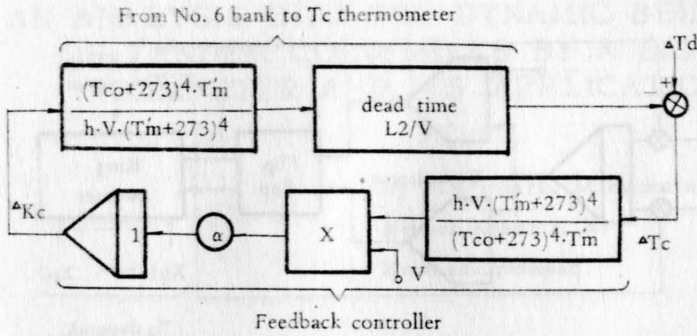 From No. 6 bank to Tc thermometer
ΔTd
(Tco+273)⁴·T́m
h·V·(T́m+273)⁴
dead time
L2/V
ΔKc
1
α
X
V
h·V·(T́m+273)⁴
(Tco+273)⁴·T́m
ΔTc
Feedback controller